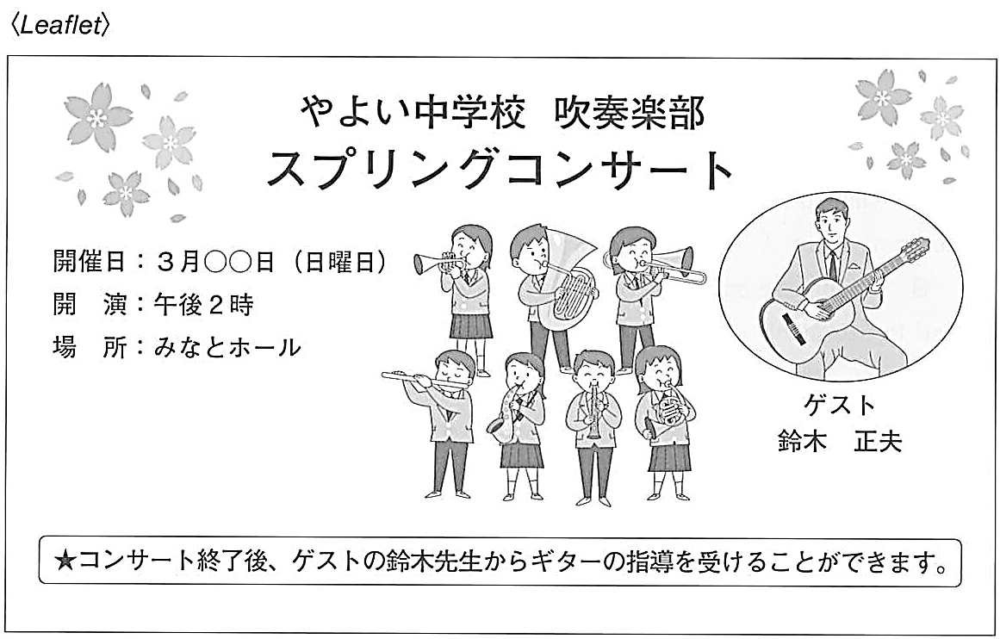 〈Leaflet〉
やよい中学校 吹奏楽部
スプリングコンサート
開催日：３月○○日（日曜日）
開　演：午後２時
場　所：みなとホール
ゲスト
鈴木　正夫
★コンサート終了後、ゲストの鈴木先生からギターの指導を受けることができます。